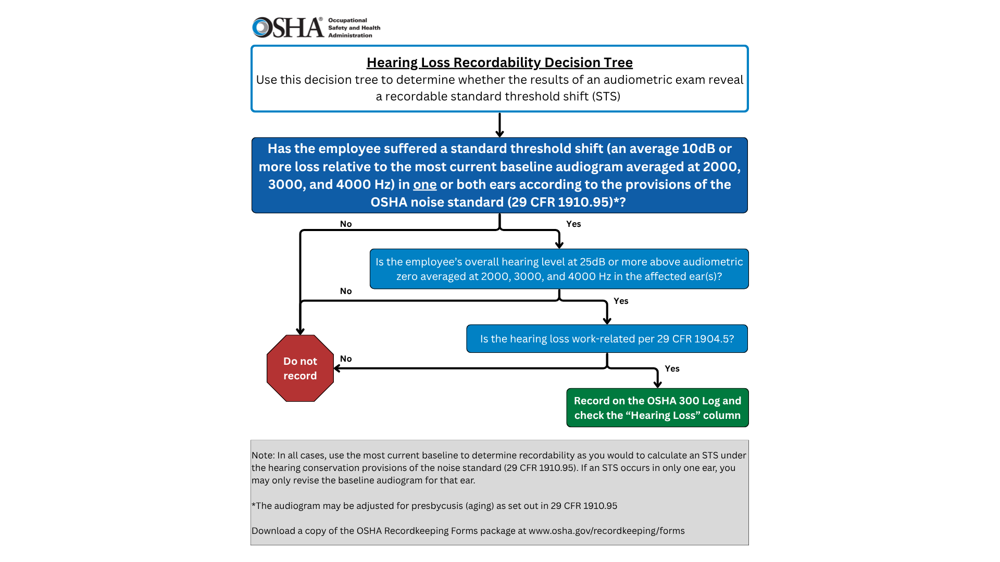 OSHA® Occupational
Safety and Health
Administration
Hearing Loss Recordability Decision Tree
Use this decision tree to determine whether the results of an audiometric exam reveal
a recordable standard threshold shift (STS)
Has the employee suffered a standard threshold shift (an average 10dB or
more loss relative to the most current baseline audiogram averaged at 2000,
3000, and 4000 Hz) in one or both ears according to the provisions of the
OSHA noise standard (29 CFR 1910.95)*?
No
Yes
Is the employee’s overall hearing level at 25dB or more above audiometric
zero averaged at 2000, 3000, and 4000 Hz in the affected ear(s)?
No
Yes
Is the hearing loss work-related per 29 CFR 1904.5?
No
Yes
Do not
record
Record on the OSHA 300 Log and
check the “Hearing Loss” column
Note: In all cases, use the most current baseline to determine recordability as you would to calculate an STS under
the hearing conservation provisions of the noise standard (29 CFR 1910.95). If an STS occurs in only one ear, you
may only revise the baseline audiogram for that ear.
*The audiogram may be adjusted for presbycusis (aging) as set out in 29 CFR 1910.95
Download a copy of the OSHA Recordkeeping Forms package at www.osha.gov/recordkeeping/forms